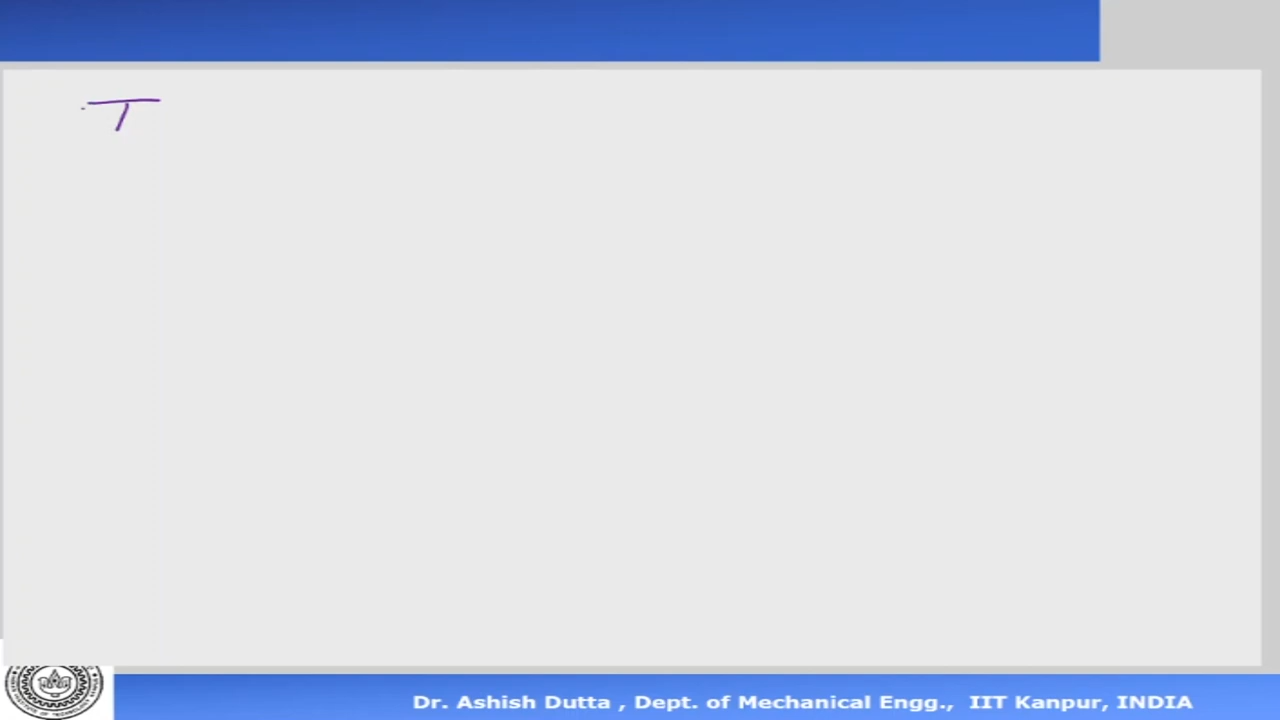 T
Dr. Ashish Dutta , Dept. of Mechanical Engg., IIT Kanpur, INDIA